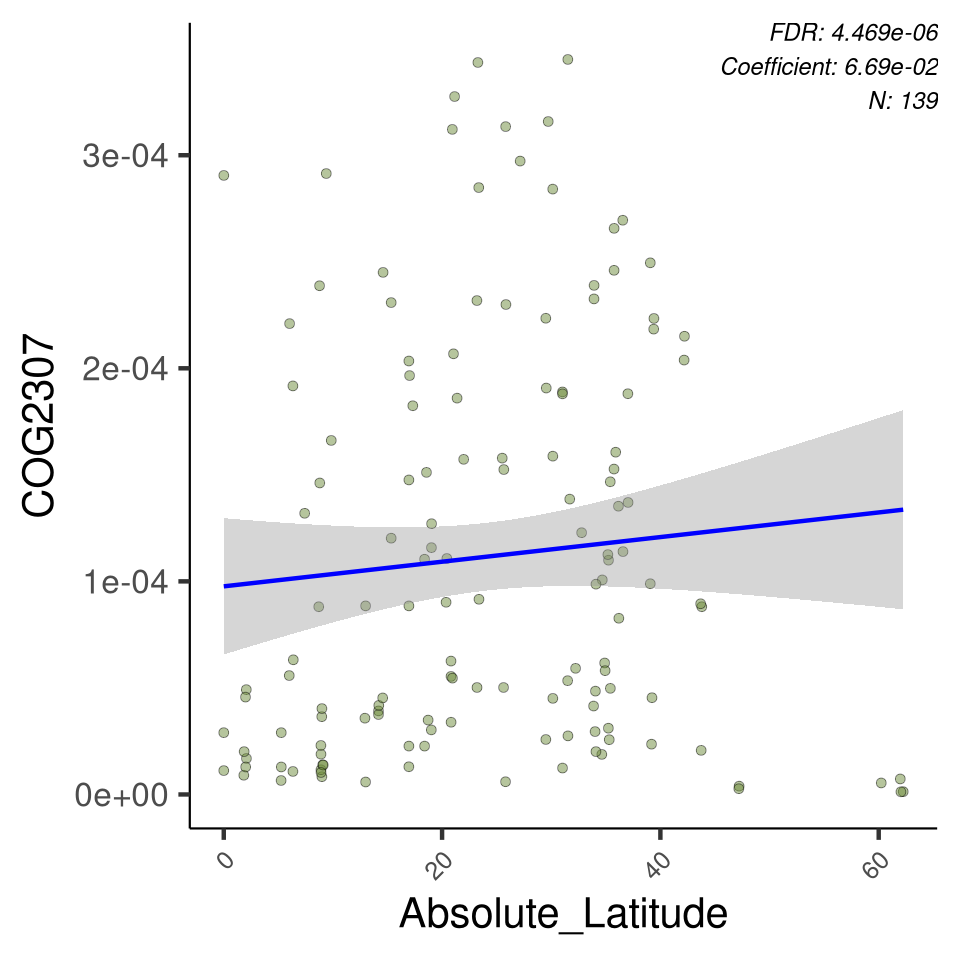 FDR: 4.469e-06
Coefficient: 6.69e-02
N: 139
COG2307
3e-04
2e-04
1e-04
0e+00
0
20
40
60
Absolute_Latitude